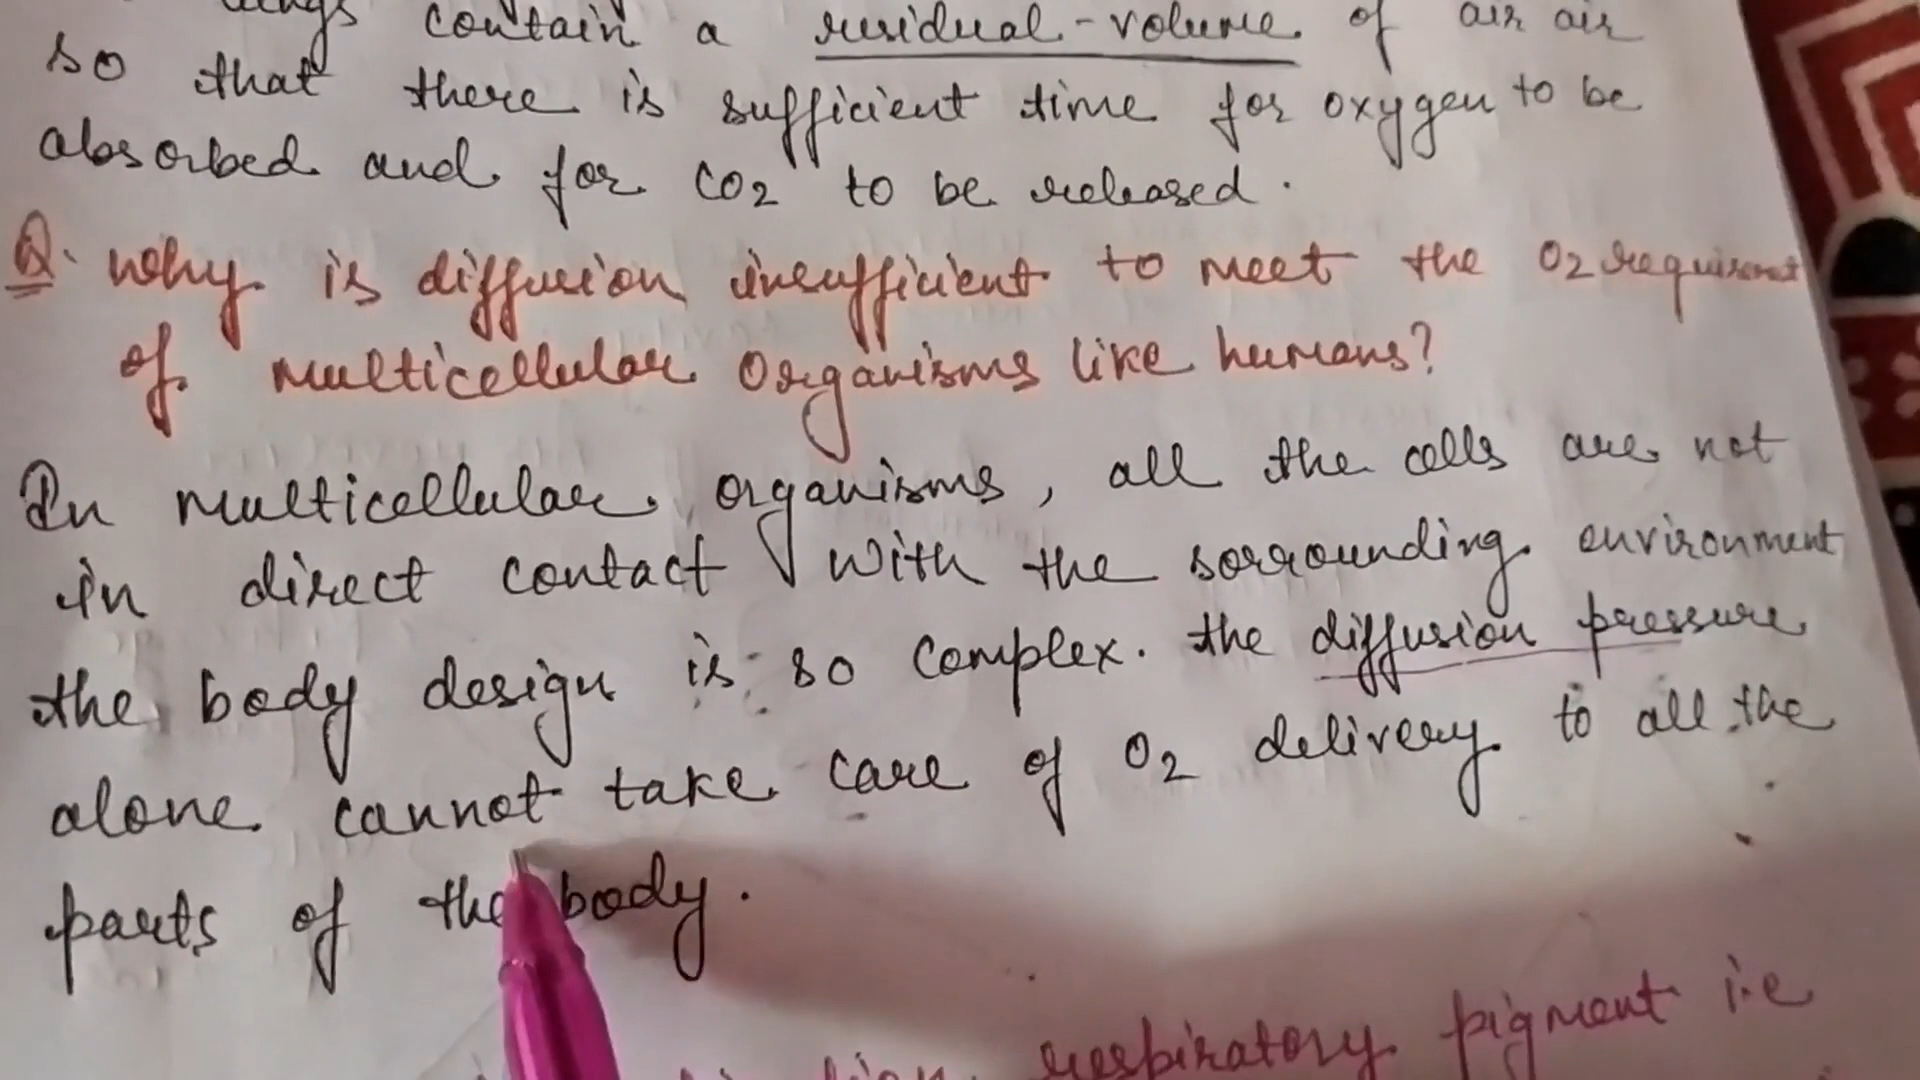 lungs contain a residual-volume of air air
so that there is sufficient time for oxygen to be
absorbed and for CO2 to be released.
Q. Why is diffusion insufficient to meet the O2 requirement
of multicellular organisms like humans?
In multicellular organisms, all the cells are not
in direct contact with the sorrounding environment
the body design is so complex. the diffusion pressure
alone cannot take care of O2 delivery to all the
parts of the body.
respiratory pigment i.e